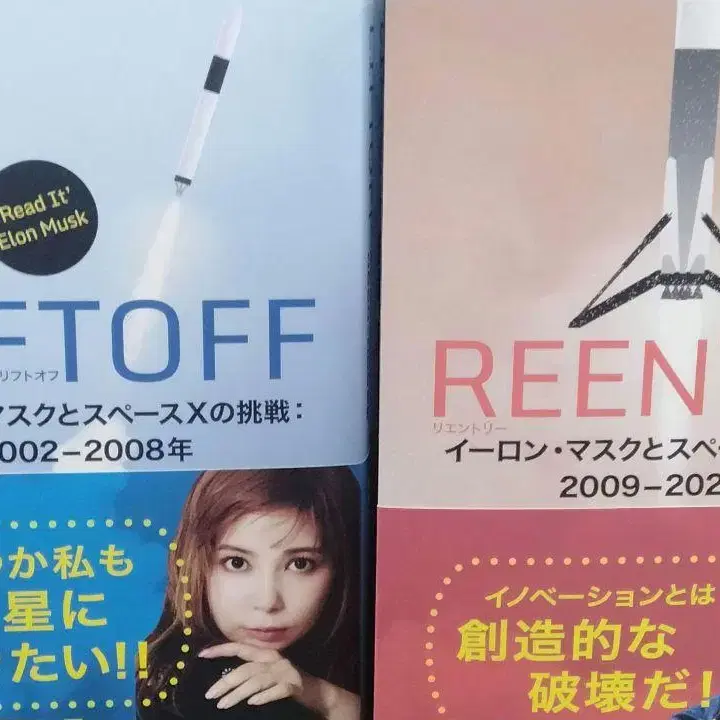 Read It'
Elon Musk
FTOFF
リフトオフ
マスクとスペースXの挑戦:
002-2008年
か私も
星に
たい!!
REEN
リエントリー
イーロン・マスクとスペ
2009-202
イノベーションとは
創造的な
破壊だ!